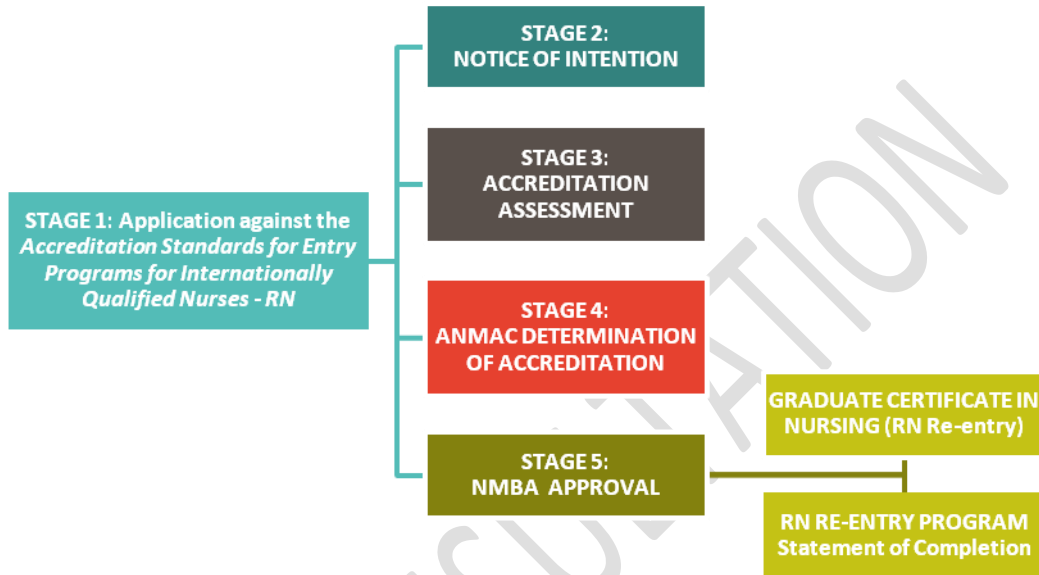 STAGE 2:
NOTICE OF INTENTION
STAGE 3:
ACCREDITATION
ASSESSMENT
STAGE 1: Application against the
Accreditation Standards for Entry
Programs for Internationally
Qualified Nurses - RN
STAGE 4:
ANMAC DETERMINATION
OF ACCREDITATION
STAGE 5:
NMBA APPROVAL
GRADUATE CERTIFICATE IN
NURSING (RN Re-entry)
RN RE-ENTRY PROGRAM
Statement of Completion